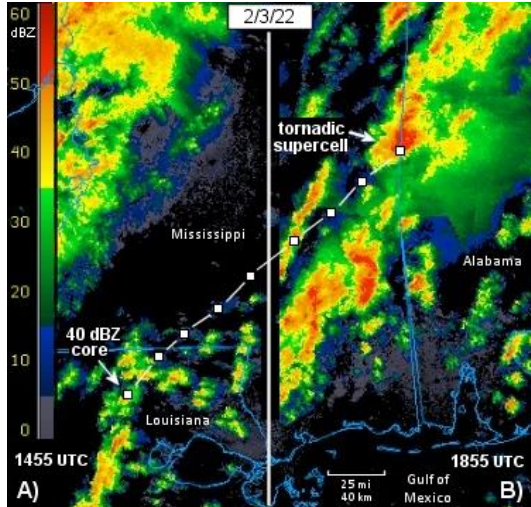 2/3/22
60
dBZ
50
40
30
20
10
0
tornadic
supercell
Mississippi
Alabama
40 dBZ
core
Louisiana
1455 UTC
A)
25 mi
40 km
Gulf of
Mexico
1855 UTC
B)